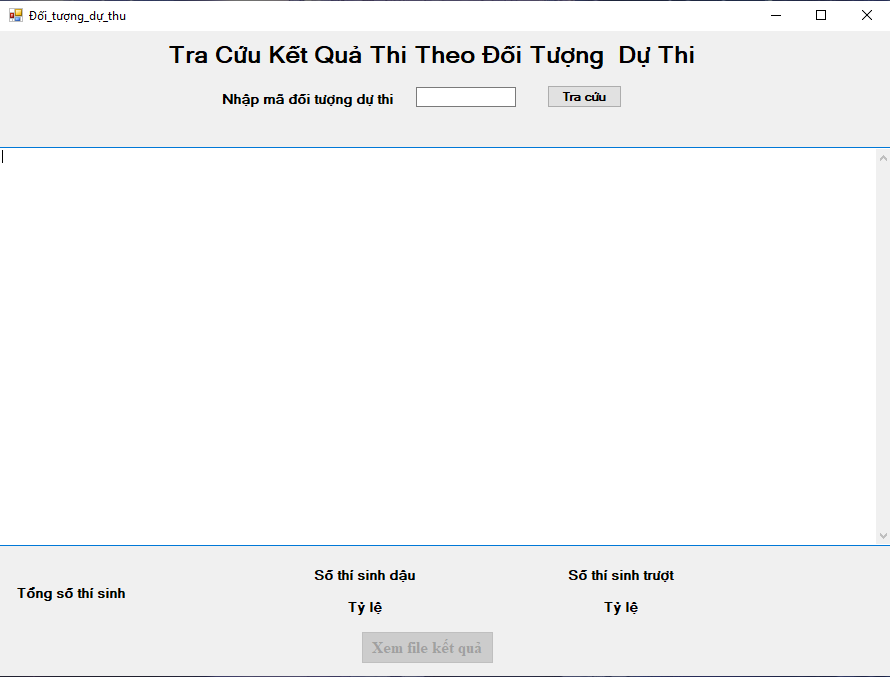 Đối_tượng_dự_thu
Tra Cứu Kết Quả Thi Theo Đối Tượng Dự Thi
Nhập mã đối tượng dự thi
Tra cứu
Số thí sinh dậu
Số thí sinh trượt
Tổng số thí sinh
Tỷ lệ
Tỷ lệ
Xem file kết quả